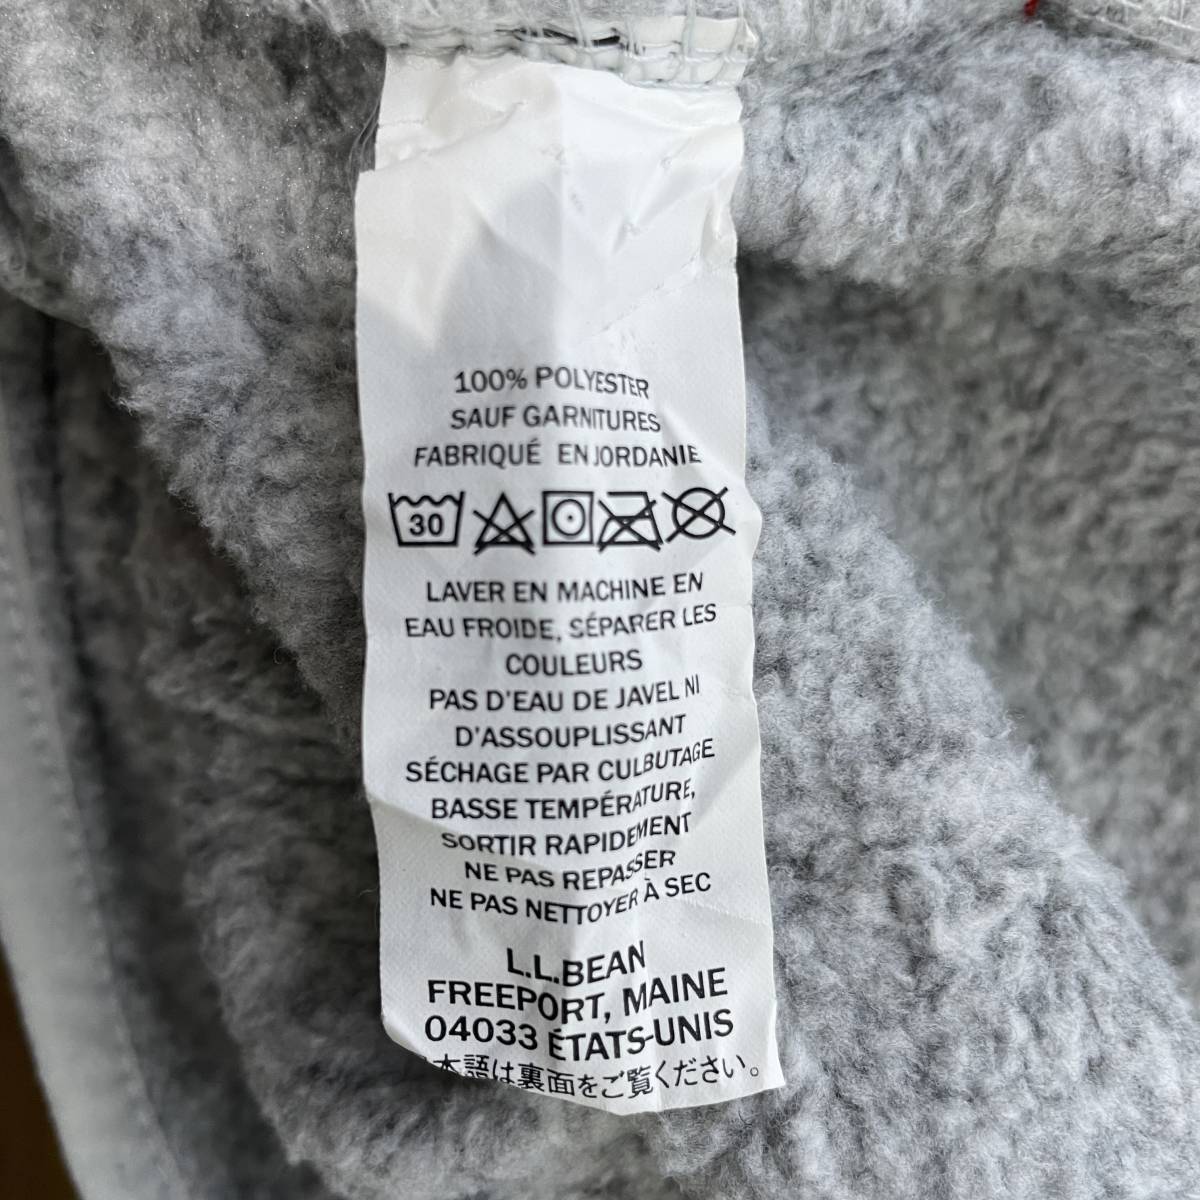 100% POLYESTER
SAUF GARNITURES
FABRIQUÉ EN JORDANIE
30
LAVER EN MACHINE EN
EAU FROIDE, SÉPARER LES
COULEURS
PAS D'EAU DE JAVEL NI
D'ASSOUPLISSANT
SÉCHAGE PAR CULBUTAGE
BASSE TEMPÉRATURE,
SORTIR RAPIDEMENT
NE PAS REPASSER
NE PAS NETTOYER À SEC
L.L.BEAN
FREEPORT, MAINE
04033 ÉTATS-UNIS
日本語は裏面をご覧ください。